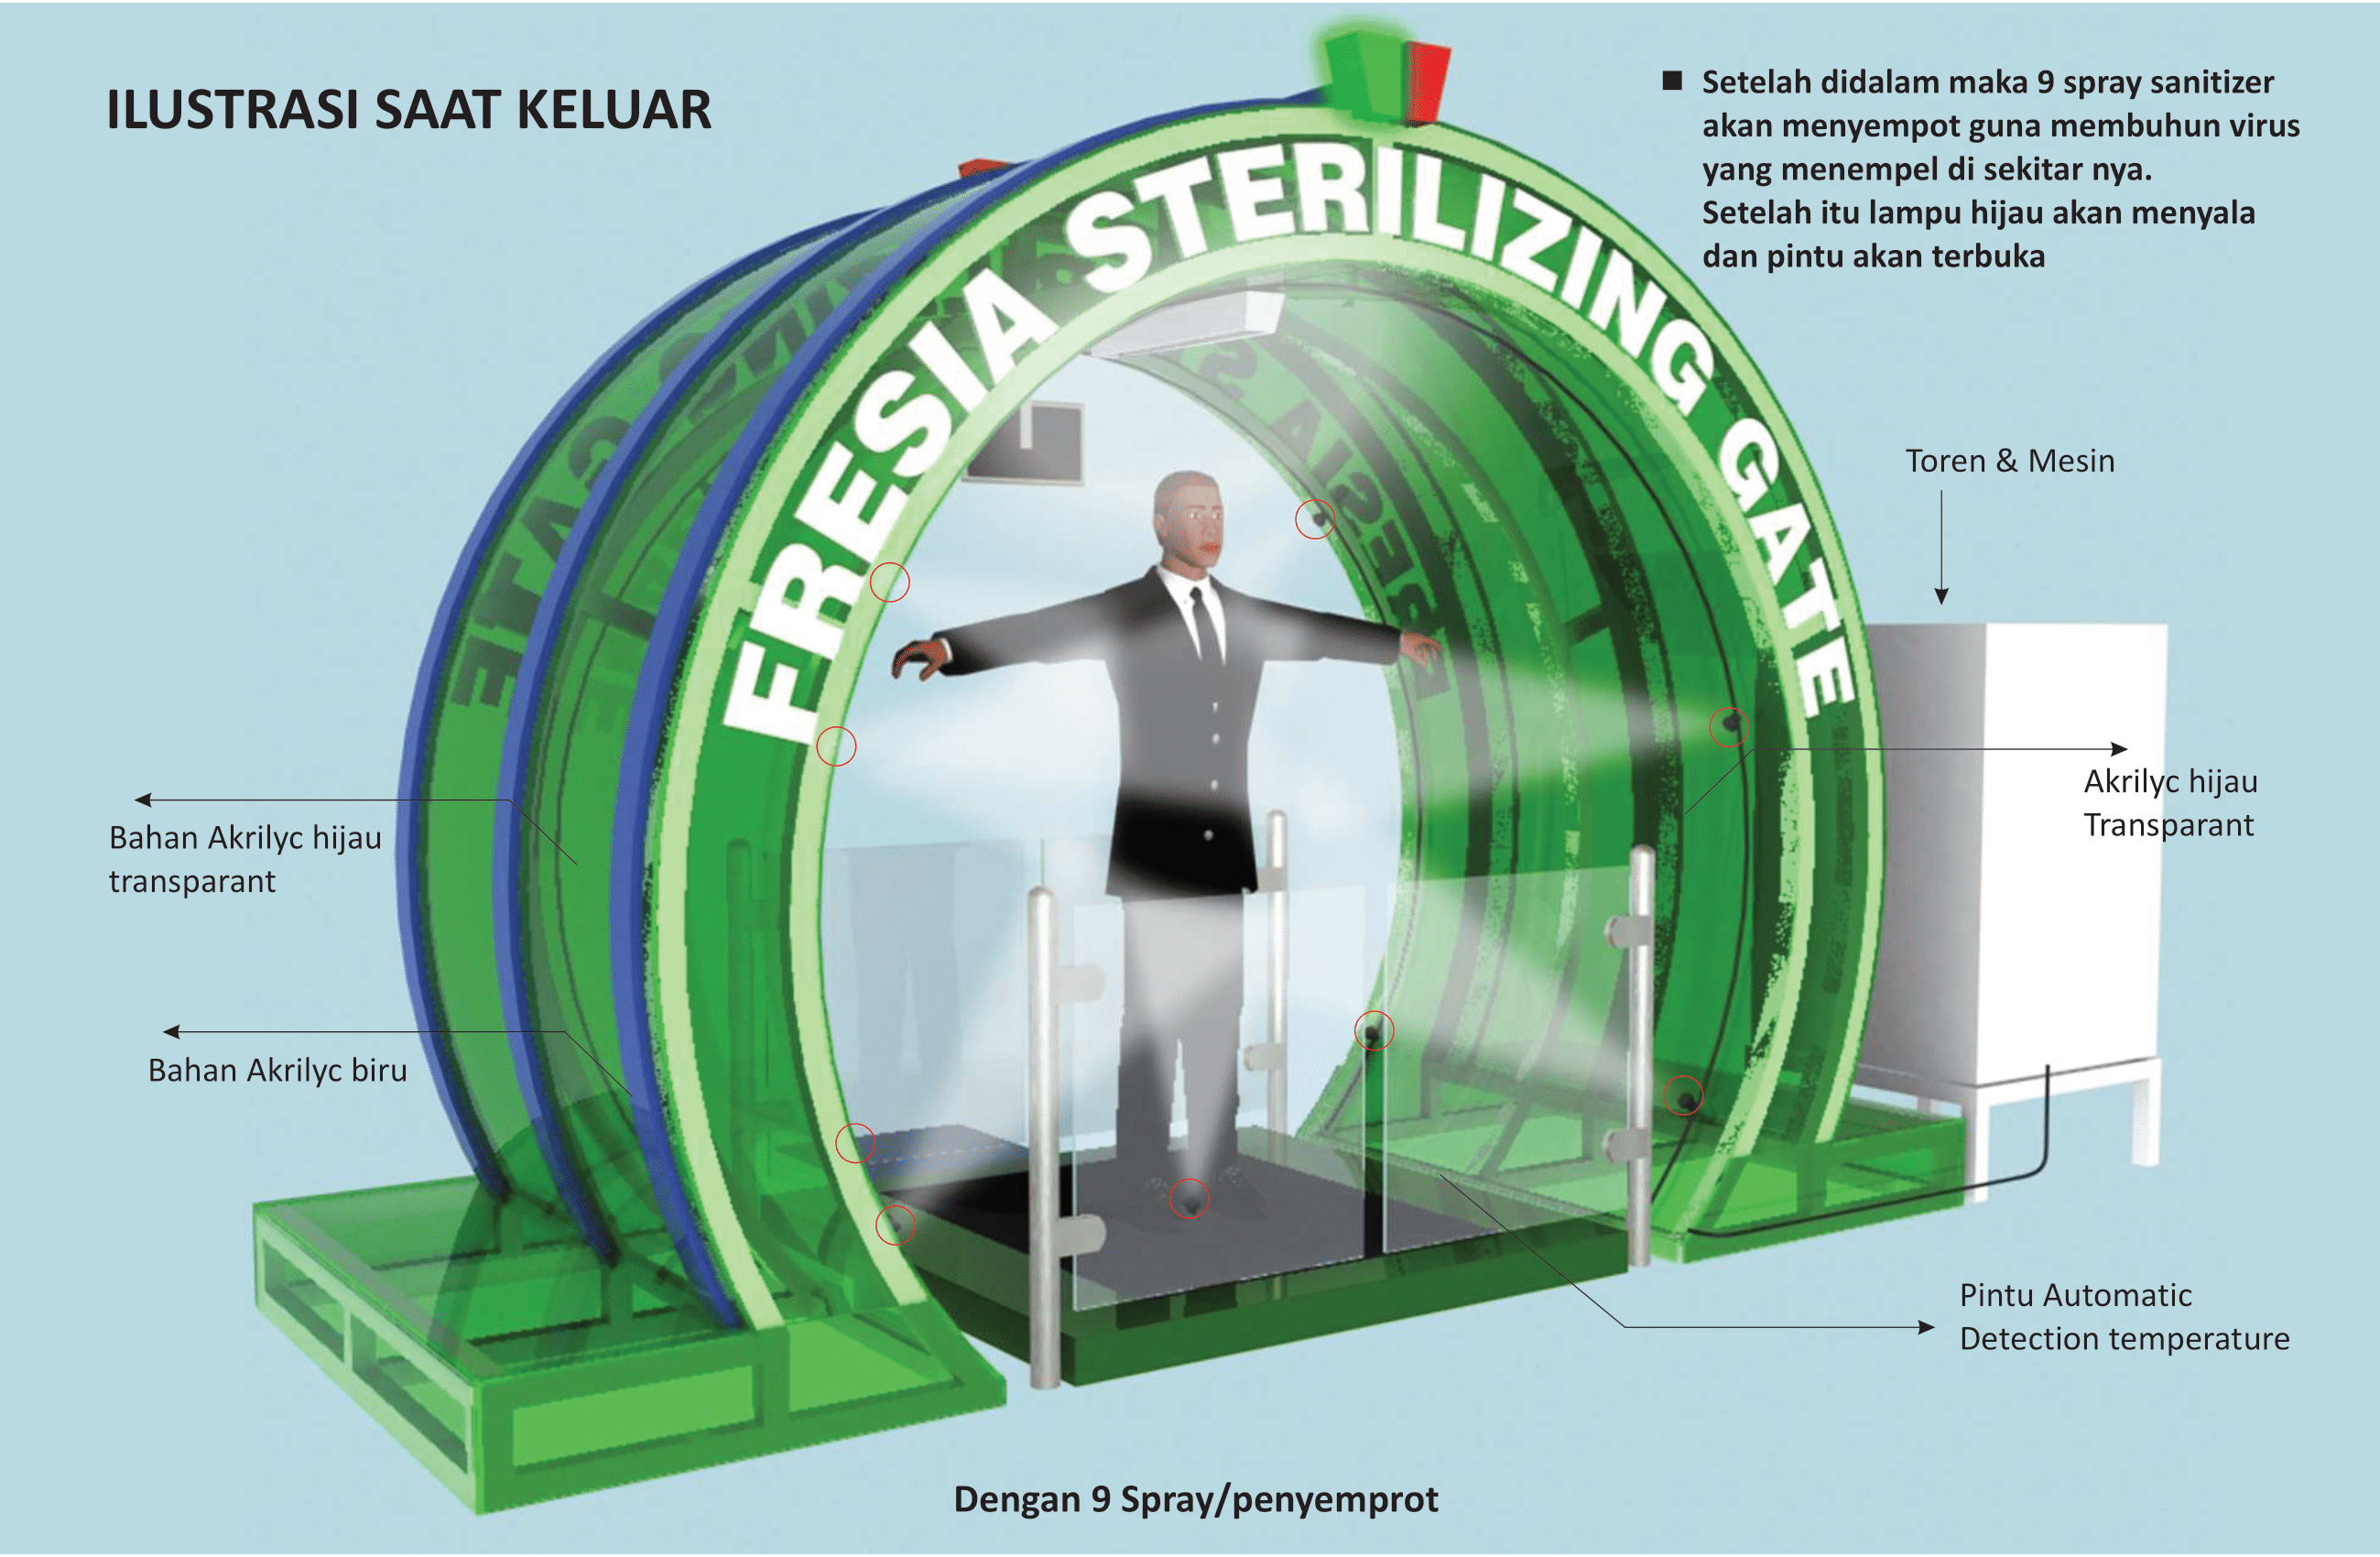 ILUSTRASI SAAT KELUAR
■ Setelah didalam maka 9 spray sanitizer
akan menyempot guna membuhun virus
yang menempel di sekitar nya.
Setelah itu lampu hijau akan menyala
dan pintu akan terbuka
FRESIA STERILIZING GATE
Toren & Mesin
Akrilyc hijau
Transparant
Bahan Akrilyc hijau
transparant
Bahan Akrilyc biru
Pintu Automatic
Detection temperature
Dengan 9 Spray/penyemprot